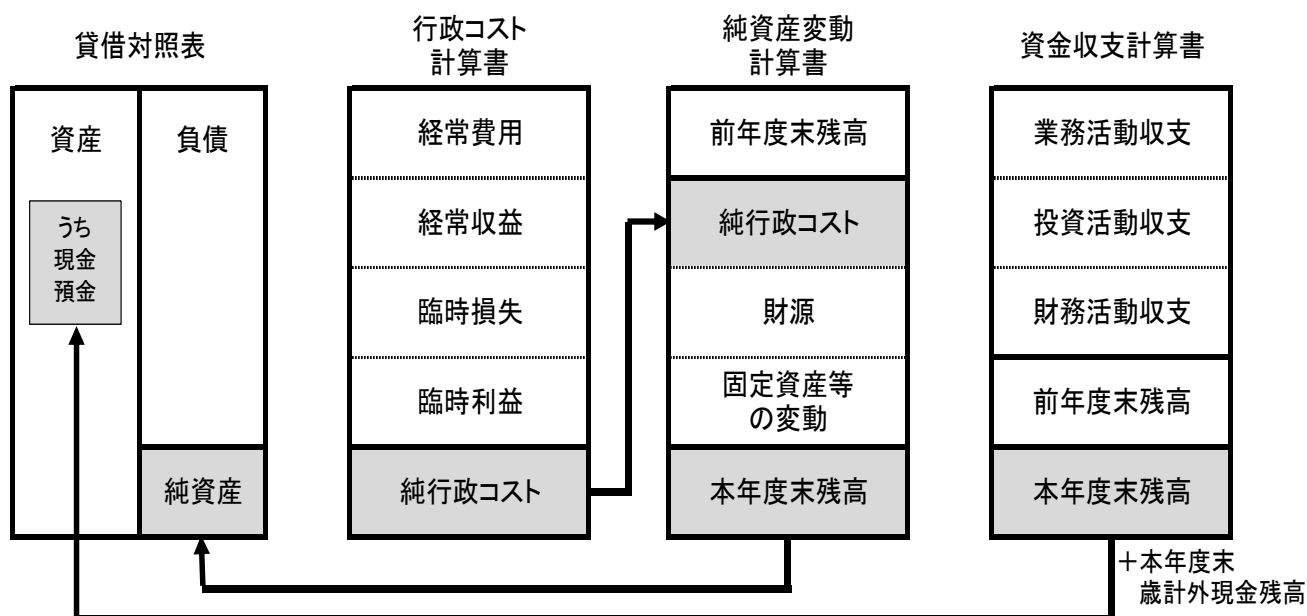 貸借対照表
資産
負債
うち
現金
預金
純資産
行政コスト
計算書
経常費用
経常収益
臨時損失
臨時利益
純行政コスト
純資産変動
計算書
前年度末残高
純行政コスト
財源
固定資産等
の変動
本年度末残高
資金収支計算書
業務活動収支
投資活動収支
財務活動収支
前年度末残高
本年度末残高
＋本年度末
歳計外現金残高